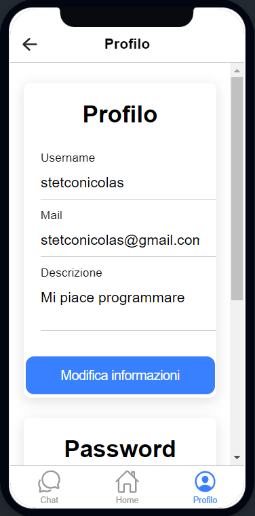 Profilo
Profilo
Username
stetconicolas
Mail
stetconicolas@gmail.con
Descrizione
Mi piace programmare
Modifica informazioni
Password
Chat
Home
Profilo